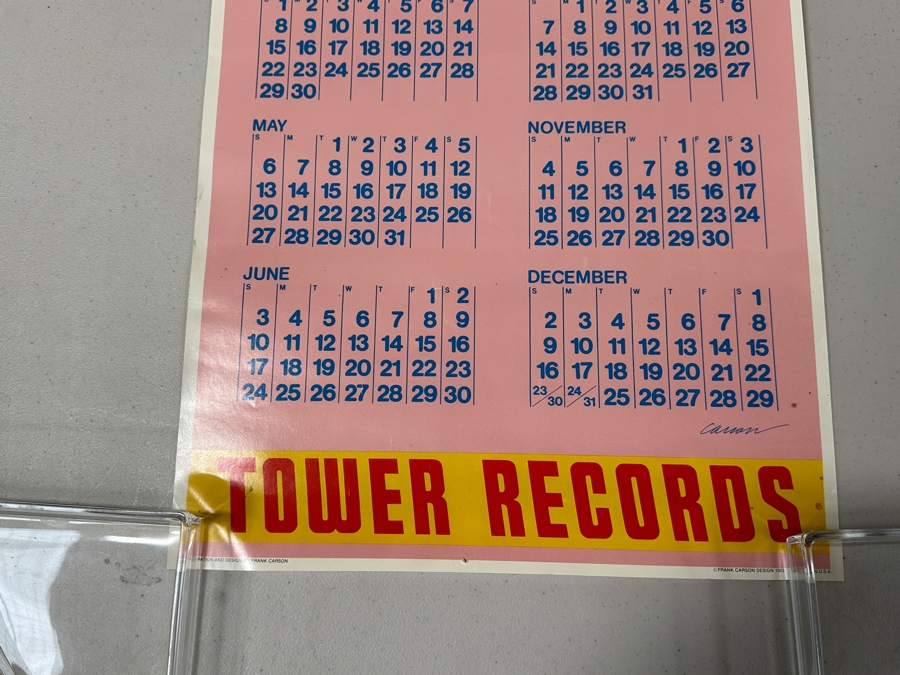 1 2 3 4 5 6 7
8 9 10 11 12 13 14
15 16 17 18 19 20 21
22 23 24 25 26 27 28
29 30
MAY
S M T W T F S
1 2 3 4 5
6 7 8 9 10 11 12
13 14 15 16 17 18 19
20 21 22 23 24 25 26
27 28 29 30 31
JUNE
S M T W T F S
1 2
3 4 5 6 7 8 9
10 11 12 13 14 15 16
17 18 19 20 21 22 23
24 25 26 27 28 29 30
1 2 3 4 5 6
7 8 9 10 11 12 13
14 15 16 17 18 19 20
21 22 23 24 25 26 27
28 29 30 31
NOVEMBER
S M T W T F S
1 2 3
4 5 6 7 8 9 10
11 12 13 14 15 16 17
18 19 20 21 22 23 24
25 26 27 28 29 30
DECEMBER
S M T W T F S
1
2 3 4 5 6 7 8
9 10 11 12 13 14 15
16 17 18 19 20 21 22
23/30 24/31 25 26 27 28 29
Carson
TOWER RECORDS
AND DESIGN BY FRANK CARSON
© FRANK CARSON DESIGN